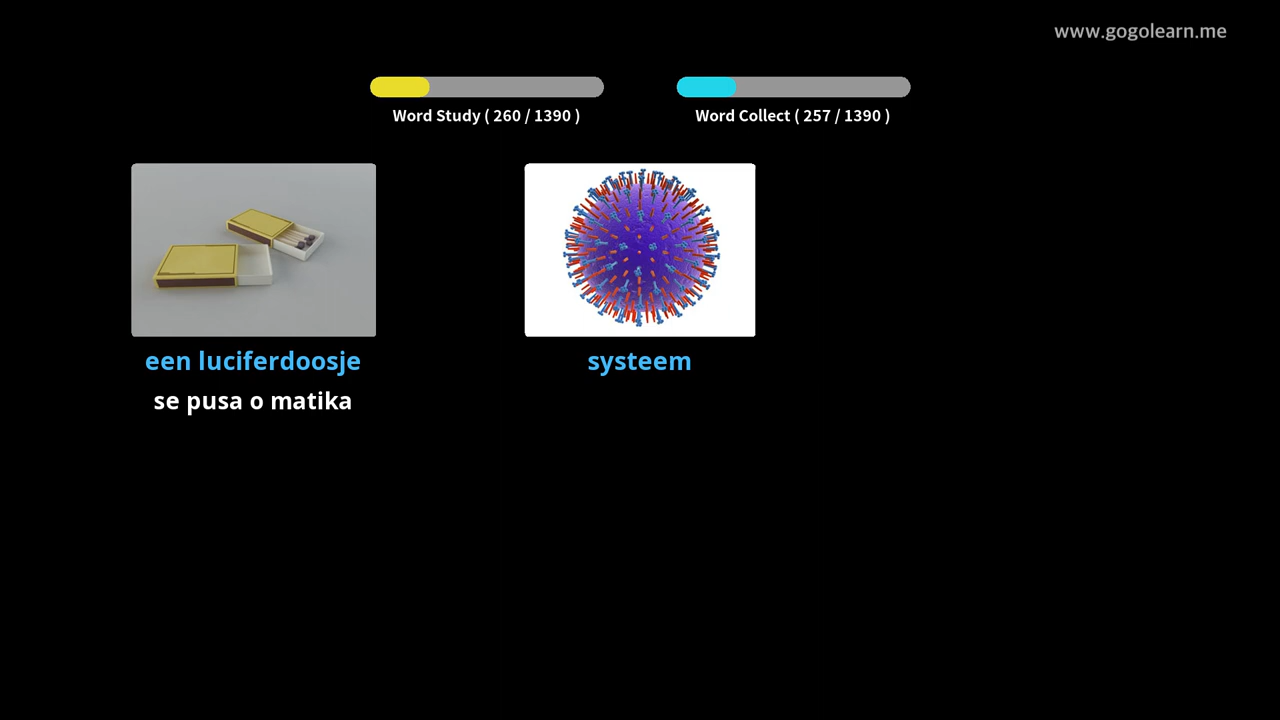 www.gogolearn.me
Word Study ( 260 / 1390 )
Word Collect ( 257 / 1390 )
een luciferdoosje
se pusa o matika
systeem